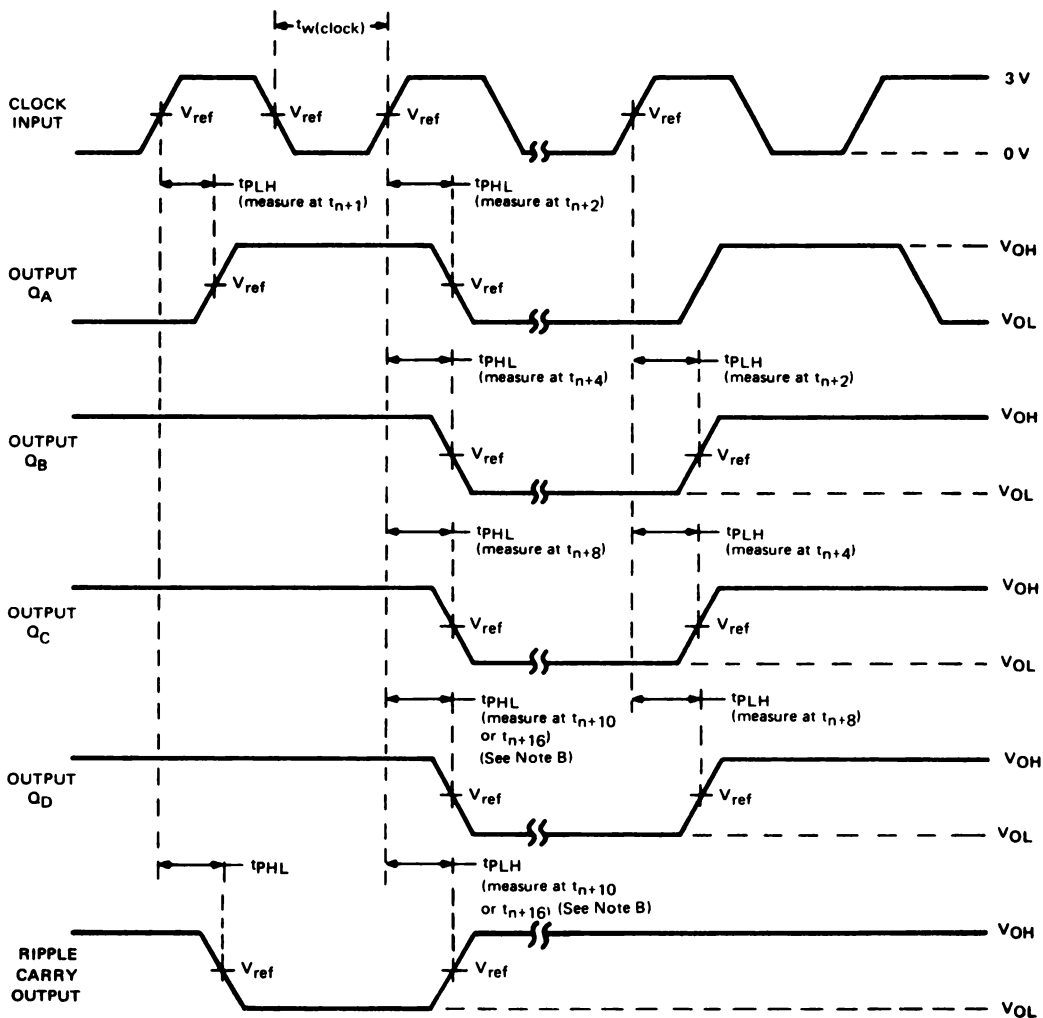 tw(clock)
3 V
CLOCK
INPUT
Vref
Vref
Vref
Vref
0 V
tPLH
(measure at tn+1)
tPHL
(measure at tn+2)
VOH
OUTPUT
QA
Vref
Vref
VOL
tPHL
(measure at tn+4)
tPLH
(measure at tn+2)
VOH
OUTPUT
QB
Vref
Vref
VOL
tPHL
(measure at tn+8)
tPLH
(measure at tn+4)
VOH
OUTPUT
QC
Vref
Vref
VOL
tPHL
(measure at tn+10
or tn+16)
(See Note B)
tPLH
(measure at tn+8)
VOH
OUTPUT
QD
Vref
Vref
VOL
tPHL
tPLH
(measure at tn+10
or tn+16) (See Note B)
VOH
RIPPLE
CARRY
OUTPUT
Vref
Vref
VOL